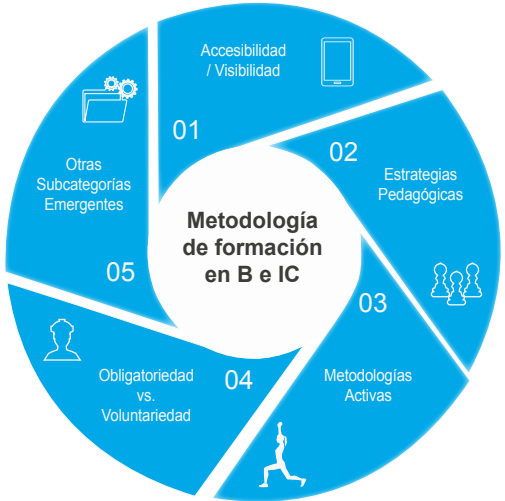 Accesibilidad
/ Visibilidad
01
02
Estrategias
Pedagógicas
03
Metodologías
Activas
04
Obligatoriedad
vs.
Voluntariedad
05
Otras
Subcategorías
Emergentes
Metodología
de formación
en B e IC